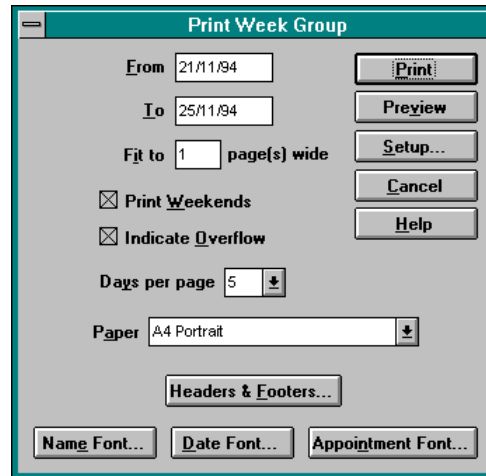 Print Week Group
From 21/11/94 Print
To 25/11/94 Preview
Fit to 1 page(s) wide Setup...
Print Weekends Cancel
Indicate Overflow Help
Days per page 5
Paper A4 Portrait
Headers & Footers...
Name Font... Date Font... Appointment Font...